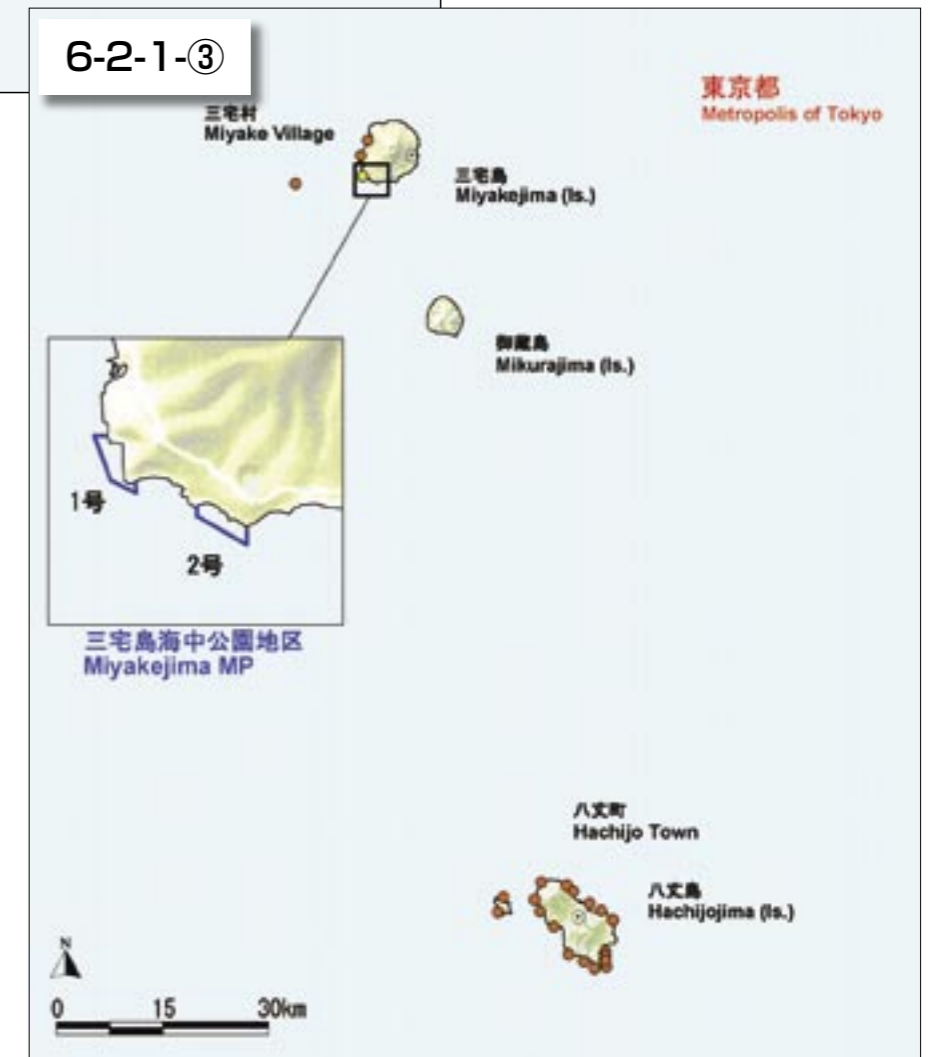 6-2-1-③
東京都
Metropolis of Tokyo
三宅村
Miyake Village
三宅島
Miyakejima (Is.)
御蔵島
Mikurajima (Is.)
1号
2号
三宅島海中公園地区
Miyakejima MP
八丈町
Hachijo Town
八丈島
Hachijojima (Is.)
N
0 15 30km